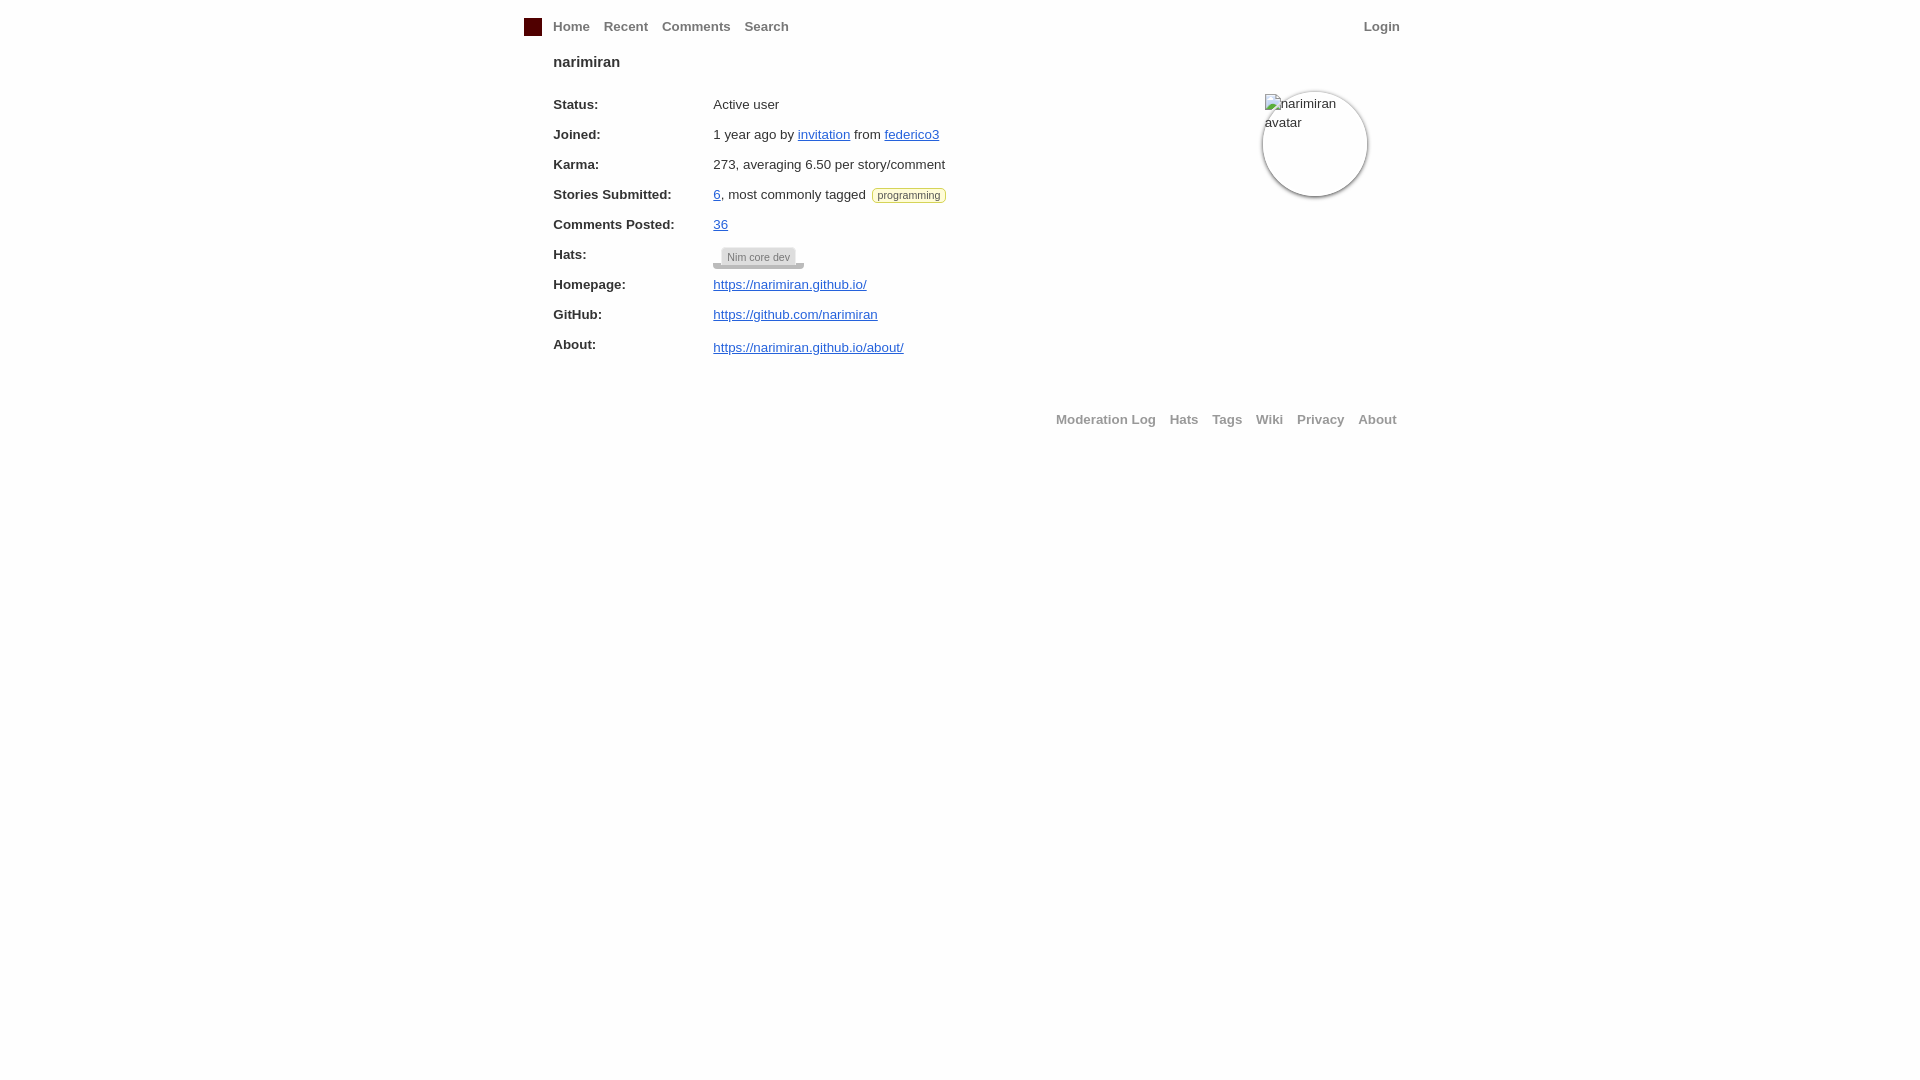 Home Recent Comments Search Login
narimiran
Status: Active user
narimiran avatar
Joined: 1 year ago by invitation from federico3
Karma: 273, averaging 6.50 per story/comment
Stories Submitted: 6, most commonly tagged programming
Comments Posted: 36
Hats: Nim core dev
Homepage: https://narimiran.github.io/
GitHub: https://github.com/narimiran
About: https://narimiran.github.io/about/
Moderation Log Hats Tags Wiki Privacy About